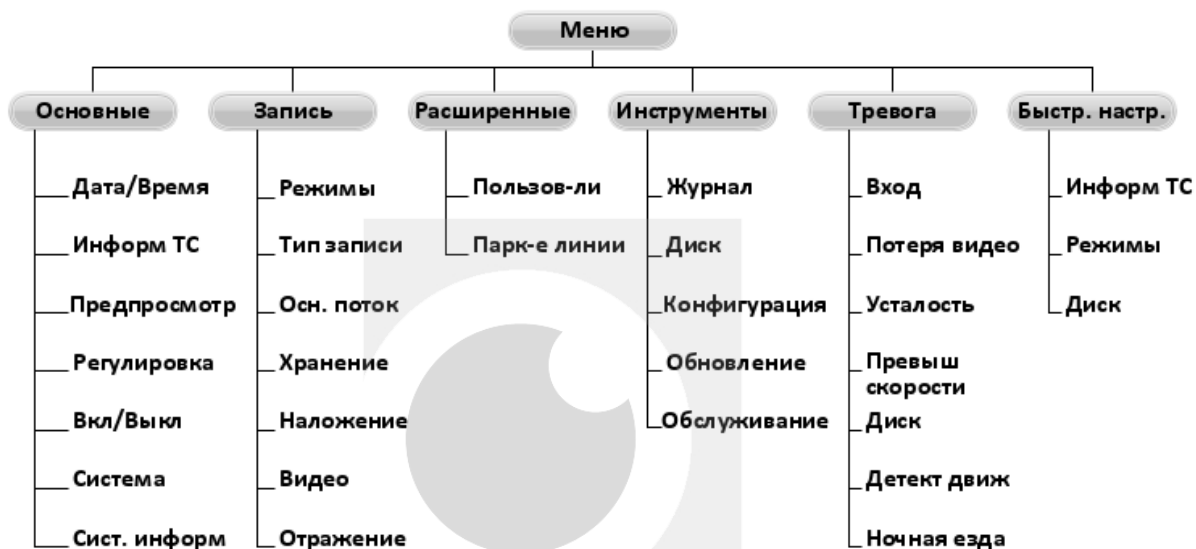 Меню
Основные
Запись
Расширенные
Инструменты
Тревога
Быстр. настр.
Дата/Время
Информ ТС
Предпросмотр
Регулировка
Вкл/Выкл
Система
Сист. информ
Режимы
Тип записи
Осн. поток
Хранение
Наложение
Видео
Отражение
Пользов-ли
Парк-е линии
Журнал
Диск
Конфигурация
Обновление
Обслуживание
Вход
Потеря видео
Усталость
Превыш
скорости
Диск
Детект движ
Ночная езда
Информ ТС
Режимы
Диск